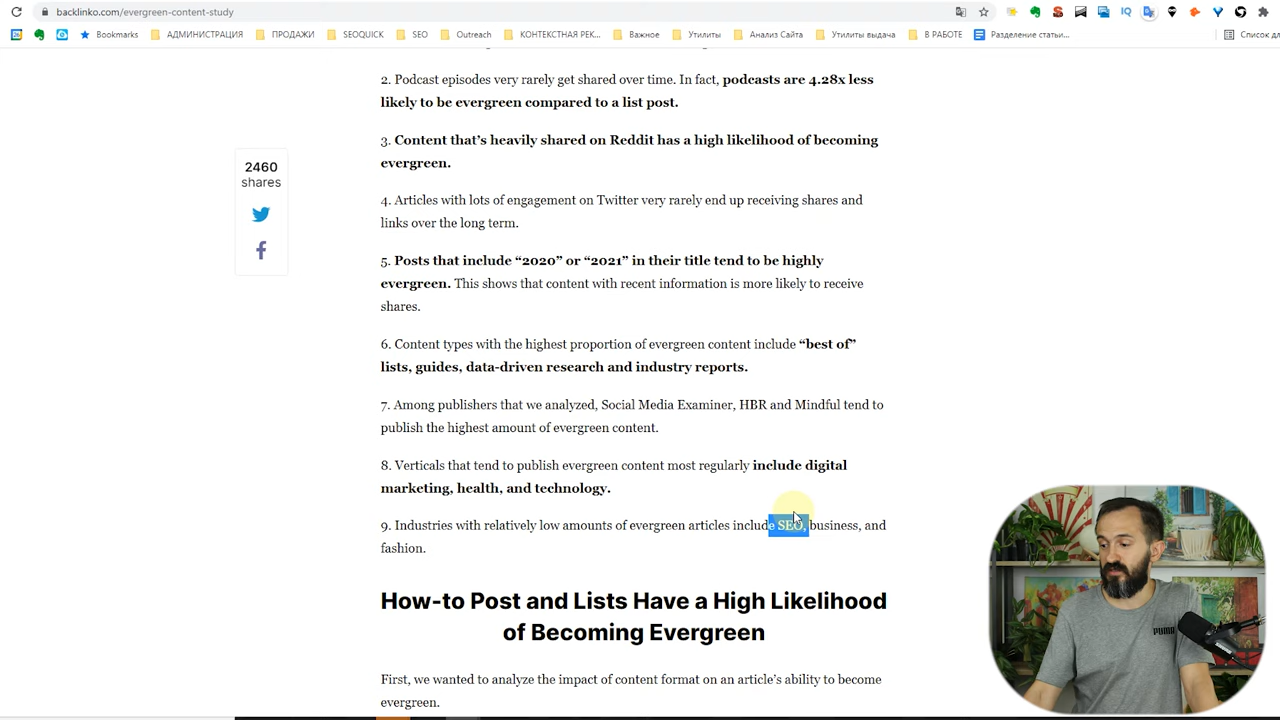 backlinko.com/evergreen-content-study
Bookmarks
АДМИНИСТРАЦИЯ
ПРОДАЖИ
SEOQUICK
SEO
Outreach
КОНТЕКСТНАЯ РЕК...
Важное
Утилиты
Анализ Сайта
Утилиты выдача
В РАБОТЕ
Разделение статьи...
Список д
2. Podcast episodes very rarely get shared over time. In fact, podcasts are 4.28x less
likely to be evergreen compared to a list post.
3. Content that’s heavily shared on Reddit has a high likelihood of becoming
evergreen.
2460
shares
4. Articles with lots of engagement on Twitter very rarely end up receiving shares and
links over the long term.
5. Posts that include “2020” or “2021” in their title tend to be highly
evergreen. This shows that content with recent information is more likely to receive
shares.
6. Content types with the highest proportion of evergreen content include “best of”
lists, guides, data-driven research and industry reports.
7. Among publishers that we analyzed, Social Media Examiner, HBR and Mindful tend to
publish the highest amount of evergreen content.
8. Verticals that tend to publish evergreen content most regularly include digital
marketing, health, and technology.
9. Industries with relatively low amounts of evergreen articles include SEO, business, and
fashion.
How-to Post and Lists Have a High Likelihood
of Becoming Evergreen
First, we wanted to analyze the impact of content format on an article’s ability to become
evergreen.
PUMA